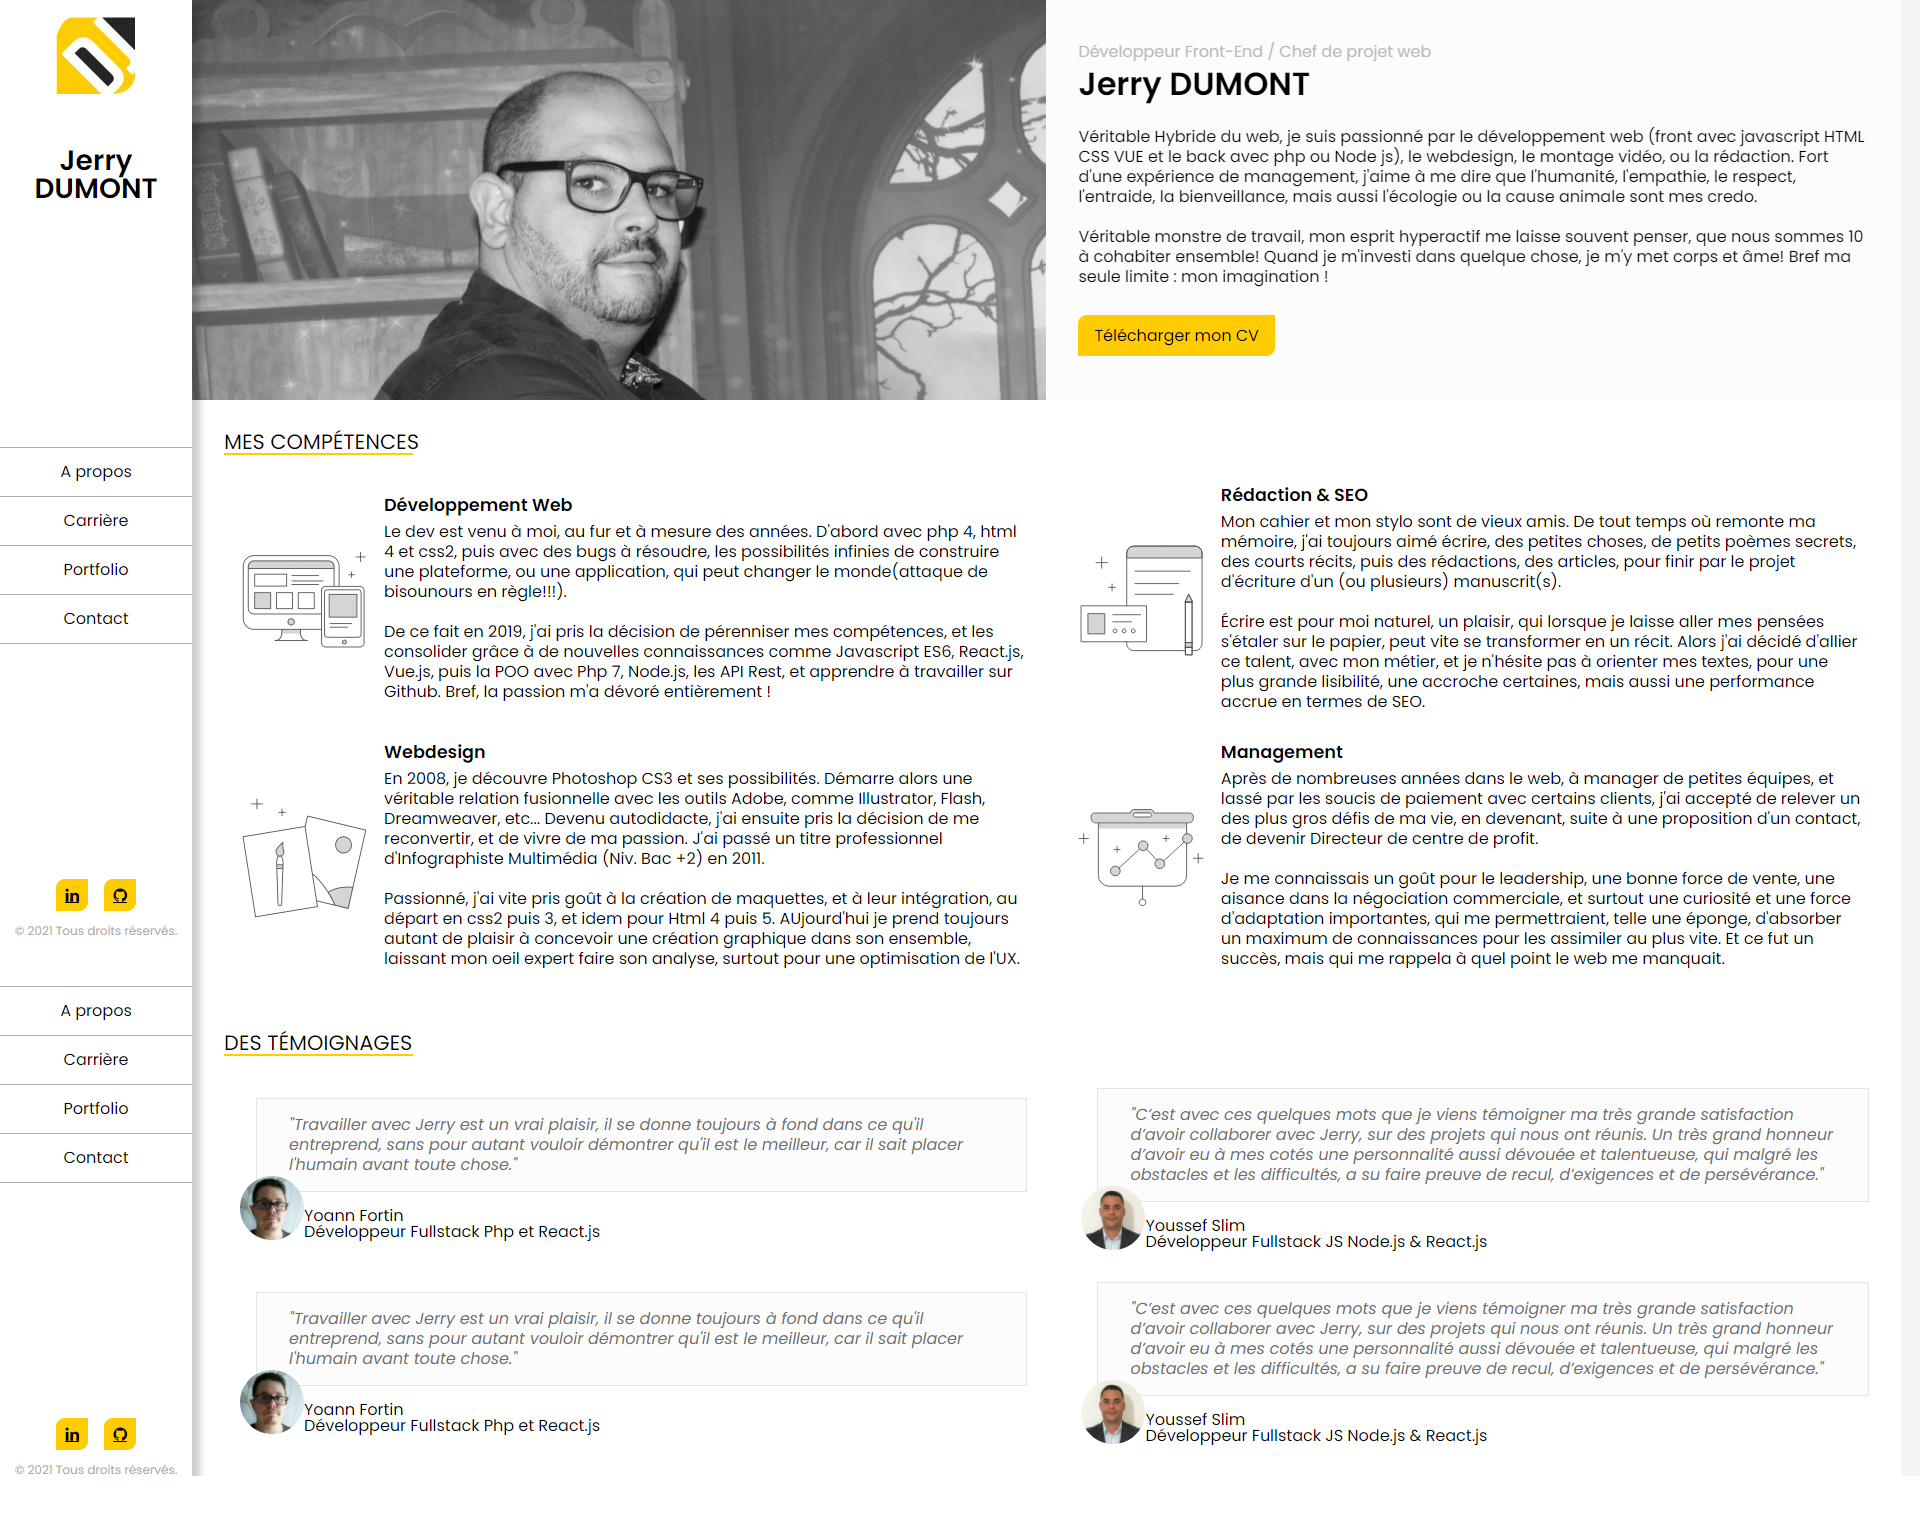 Jerry
DUMONT
A propos
Carrière
Portfolio
Contact
© 2021 Tous droits réservés.
A propos
Carrière
Portfolio
Contact
© 2021 Tous droits réservés.
Développeur Front-End / Chef de projet web
Jerry DUMONT
Véritable Hybride du web, je suis passionné par le développement web (front avec javascript HTML
CSS VUE et le back avec php ou Node js), le webdesign, le montage vidéo, ou la rédaction. Fort
d'une expérience de management, j'aime à me dire que l'humanité, l'empathie, le respect,
l'entraide, la bienveillance, mais aussi l'écologie ou la cause animale sont mes credo.
Véritable monstre de travail, mon esprit hyperactif me laisse souvent penser, que nous sommes 10
à cohabiter ensemble! Quand je m'investi dans quelque chose, je m'y met corps et âme! Bref ma
seule limite : mon imagination !
Télécharger mon CV
MES COMPÉTENCES
Développement Web
Le dev est venu à moi, au fur et à mesure des années. D'abord avec php 4, html
4 et css2, puis avec des bugs à résoudre, les possibilités infinies de construire
une plateforme, ou une application, qui peut changer le monde(attaque de
bisounours en règle!!!).
De ce fait en 2019, j'ai pris la décision de pérenniser mes compétences, et les
consolider grâce à de nouvelles connaissances comme Javascript ES6, React.js,
Vue.js, puis la POO avec Php 7, Node.js, les API Rest, et apprendre à travailler sur
Github. Bref, la passion m'a dévoré entièrement !
Rédaction & SEO
Mon cahier et mon stylo sont de vieux amis. De tout temps où remonte ma
mémoire, j'ai toujours aimé écrire, des petites choses, de petits poèmes secrets,
des courts récits, puis des rédactions, des articles, pour finir par le projet
d'écriture d'un (ou plusieurs) manuscrit(s).
Écrire est pour moi naturel, un plaisir, qui lorsque je laisse aller mes pensées
s'étaler sur le papier, peut vite se transformer en un récit. Alors j'ai décidé d'allier
ce talent, avec mon métier, et je n'hésite pas à orienter mes textes, pour une
plus grande lisibilité, une accroche certaines, mais aussi une performance
accrue en termes de SEO.
Webdesign
En 2008, je découvre Photoshop CS3 et ses possibilités. Démarre alors une
véritable relation fusionnelle avec les outils Adobe, comme Illustrator, Flash,
Dreamweaver, etc... Devenu autodidacte, j'ai ensuite pris la décision de me
reconvertir, et de vivre de ma passion. J'ai passé un titre professionnel
d'Infographiste Multimédia (Niv. Bac +2) en 2011.
Passionné, j'ai vite pris goût à la création de maquettes, et à leur intégration, au
départ en css2 puis 3, et idem pour Html 4 puis 5. AUjourd'hui je prend toujours
autant de plaisir à concevoir une création graphique dans son ensemble,
laissant mon oeil expert faire son analyse, surtout pour une optimisation de l'UX.
Management
Après de nombreuses années dans le web, à manager de petites équipes, et
lassé par les soucis de paiement avec certains clients, j'ai accepté de relever un
des plus gros défis de ma vie, en devenant, suite à une proposition d'un contact,
de devenir Directeur de centre de profit.
Je me connaissais un goût pour le leadership, une bonne force de vente, une
aisance dans la négociation commerciale, et surtout une curiosité et une force
d'adaptation importantes, qui me permettraient, telle une éponge, d'absorber
un maximum de connaissances pour les assimiler au plus vite. Et ce fut un
succès, mais qui me rappela à quel point le web me manquait.
DES TÉMOIGNAGES
"Travailler avec Jerry est un vrai plaisir, il se donne toujours à fond dans ce qu'il
entreprend, sans pour autant vouloir démontrer qu'il est le meilleur, car il sait placer
l'humain avant toute chose."
Yoann Fortin
Développeur Fullstack Php et React.js
"C’est avec ces quelques mots que je viens témoigner ma très grande satisfaction
d’avoir collaborer avec Jerry, sur des projets qui nous ont réunis. Un très grand honneur
d’avoir eu à mes cotés une personnalité aussi dévouée et talentueuse, qui malgré les
obstacles et les difficultés, a su faire preuve de recul, d’exigences et de persévérance."
Youssef Slim
Développeur Fullstack JS Node.js & React.js
"Travailler avec Jerry est un vrai plaisir, il se donne toujours à fond dans ce qu'il
entreprend, sans pour autant vouloir démontrer qu'il est le meilleur, car il sait placer
l'humain avant toute chose."
Yoann Fortin
Développeur Fullstack Php et React.js
"C’est avec ces quelques mots que je viens témoigner ma très grande satisfaction
d’avoir collaborer avec Jerry, sur des projets qui nous ont réunis. Un très grand honneur
d’avoir eu à mes cotés une personnalité aussi dévouée et talentueuse, qui malgré les
obstacles et les difficultés, a su faire preuve de recul, d’exigences et de persévérance."
Youssef Slim
Développeur Fullstack JS Node.js & React.js